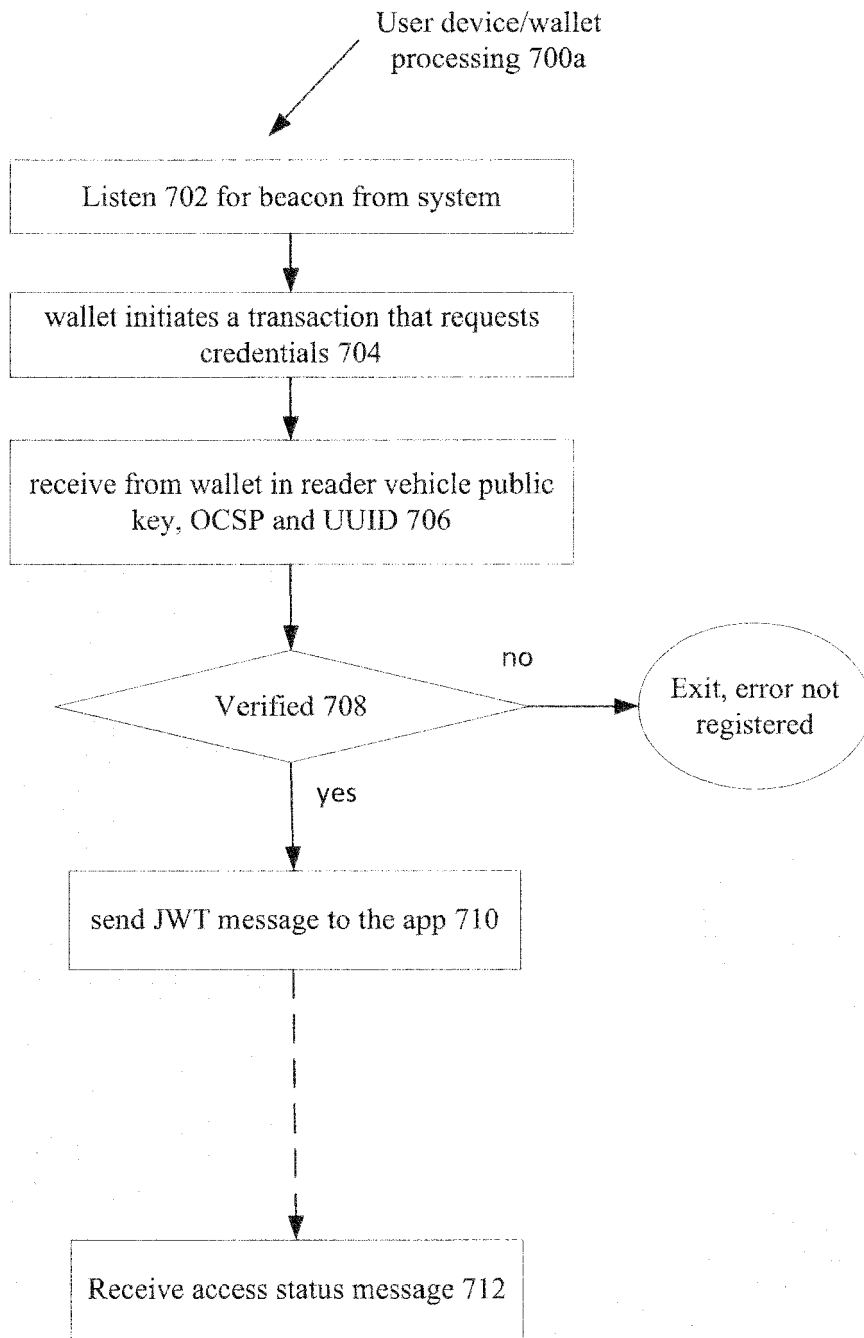 User device/wallet
processing 700a
Listen 702 for beacon from system
wallet initiates a transaction that requests
credentials 704
receive from wallet in reader vehicle public
key, OCSP and UUID 706
Verified 708
no
Exit, error not
registered
yes
send JWT message to the app 710
Receive access status message 712